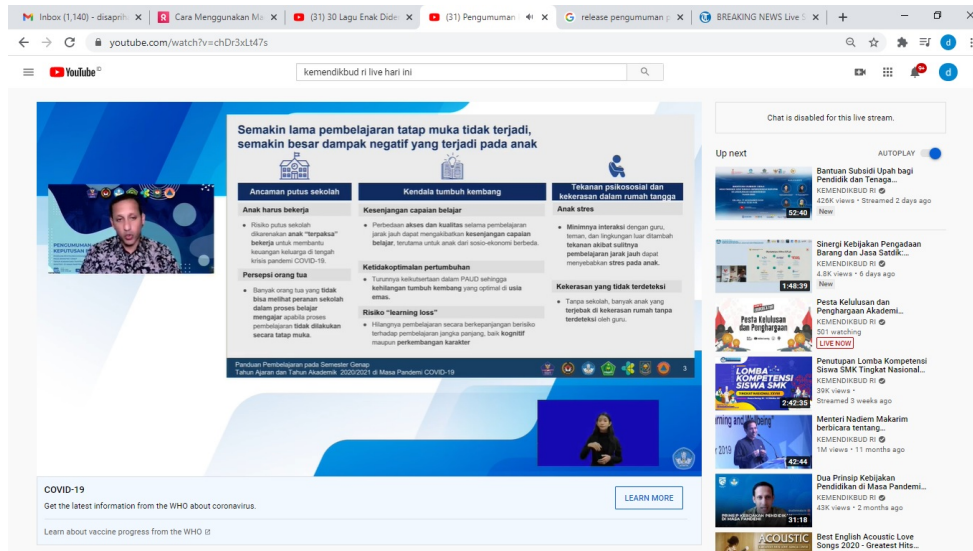 Inbox (1,140) - disaprih
Cara Menggunakan Ma
(31) 30 Lagu Enak Diden
(31) Pengumuman
release pengumuman p
BREAKING NEWS Live S
youtube.com/watch?v=chDr3xLt47s
YouTube ID
kemendikbud ri live hari ini
9+
d
Semakin lama pembelajaran tatap muka tidak terjadi,
semakin besar dampak negatif yang terjadi pada anak
Ancaman putus sekolah
Anak harus bekerja
Risiko putus sekolah
dikarenakan anak "terpaksa"
bekerja untuk membantu
keuangan keluarga di tengah
krisis pandemi COVID-19.
Persepsi orang tua
Banyak orang tua yang tidak
bisa melihat peranan sekolah
dalam proses belajar
mengajar apabila proses
pembelajaran tidak dilakukan
secara tatap muka.
Kendala tumbuh kembang
Kesenjangan capaian belajar
Perbedaan akses dan kualitas selama pembelajaran
jarak jauh dapat mengakibatkan kesenjangan capaian
belajar, terutama untuk anak dari sosio-ekonomi berbeda.
Ketidakoptimalan pertumbuhan
Turunnya keikutsertaan dalam PAUD sehingga
kehilangan tumbuh kembang yang optimal di usia
emas.
Risiko "learning loss"
Hilangnya pembelajaran secara berkepanjangan berisiko
terhadap pembelajaran jangka panjang, baik kognitif
maupun perkembangan karakter
Tekanan psikososial dan
kekerasan dalam rumah tangga
Anak stres
Minimnya interaksi dengan guru,
teman, dan lingkungan luar ditambah
tekanan akibat sulitnya
pembelajaran jarak jauh dapat
menyebabkan stres pada anak.
Kekerasan yang tidak terdeteksi
Tanpa sekolah, banyak anak yang
terjebak di kekerasan rumah tanpa
terdeteksi oleh guru.
Panduan Pembelajaran pada Semester Genap
Tahun Ajaran dan Tahun Akademik 2020/2021 di Masa Pandemi COVID-19
3
PENGUMUMAN
KEPUTUSAN
COVID-19
Get the latest information from the WHO about coronavirus.
LEARN MORE
Learn about vaccine progress from the WHO
Chat is disabled for this live stream.
Up next
AUTOPLAY
Bantuan Subsidi Upah bagi
Pendidik dan Tenaga...
KEMENDIKBUD RI
426K views • Streamed 2 days ago
New
52:40
Sinergi Kebijakan Pengadaan
Barang dan Jasa Satdik:...
KEMENDIKBUD RI
4.8K views • 6 days ago
New
1:48:39
Pesta Kelulusan dan
Penghargaan Akademi...
KEMENDIKBUD RI
501 watching
LIVE NOW
Pesta Kelulusan
dan Penghargaan
Penutupan Lomba Kompetensi
Siswa SMK Tingkat Nasional...
KEMENDIKBUD RI
39K views •
Streamed 3 weeks ago
LOMBA
KOMPETENSI
SISWA SMK
2:42:35
Menteri Nadiem Makarim
berbicara tentang...
KEMENDIKBUD RI
1M views • 11 months ago
42:44
Dua Prinsip Kebijakan
Pendidikan di Masa Pandemi...
KEMENDIKBUD RI
43K views • 2 months ago
31:18
Best English Acoustic Love
Songs 2020 - Greatest Hits...
ACOUSTIC